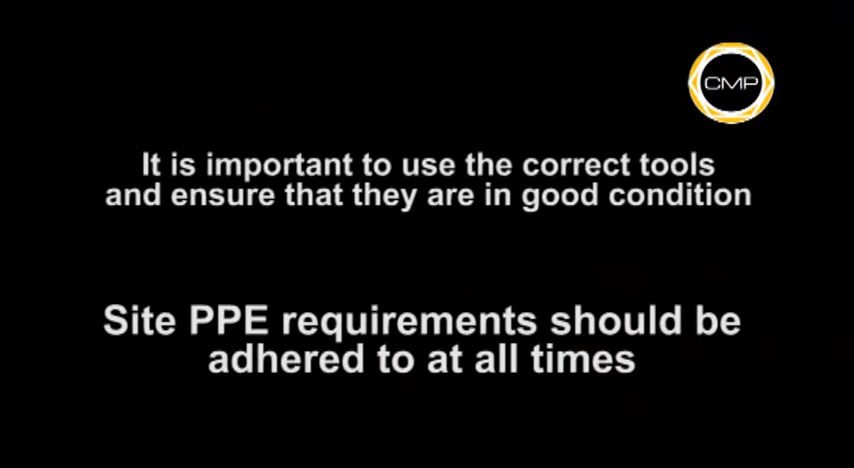 CMP
It is important to use the correct tools
and ensure that they are in good condition
Site PPE requirements should be
adhered to at all times